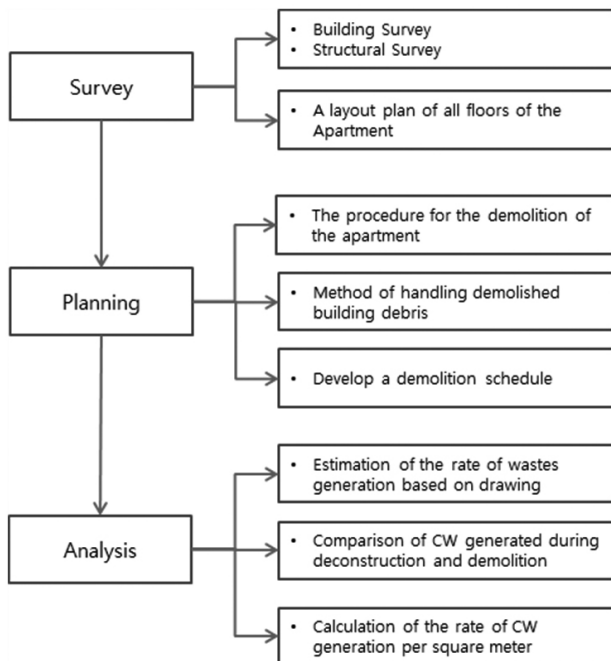 Survey
• Building Survey
• Structural Survey
• A layout plan of all floors of the
Apartment
Planning
• The procedure for the demolition of
the apartment
• Method of handling demolished
building debris
• Develop a demolition schedule
Analysis
• Estimation of the rate of wastes
generation based on drawing
• Comparison of CW generated during
deconstruction and demolition
• Calculation of the rate of CW
generation per square meter